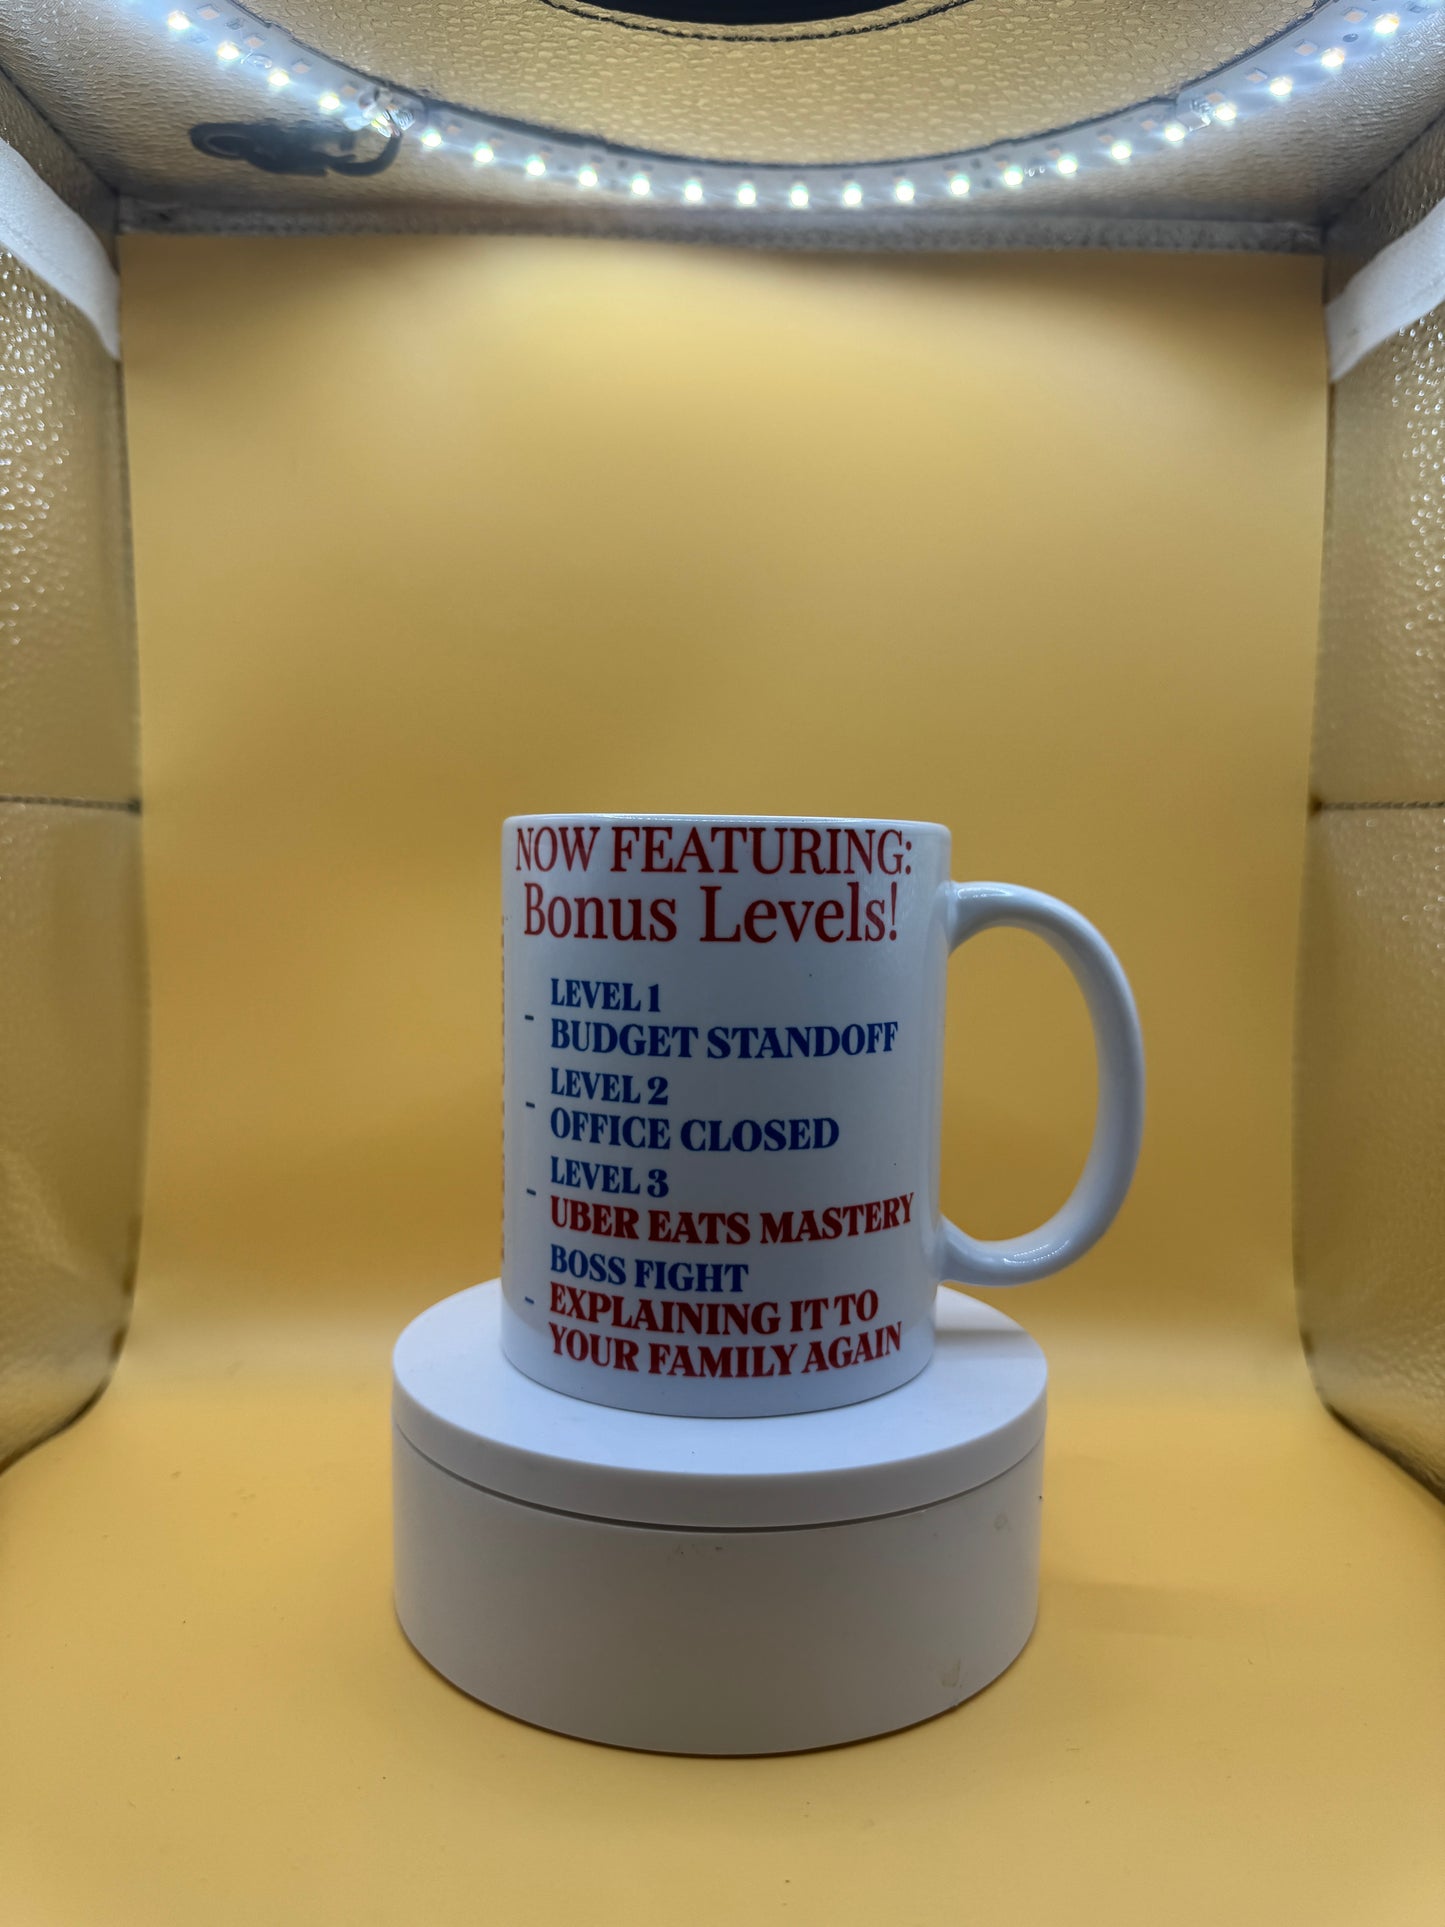 NOW FEATURING:
Bonus Levels!
LEVEL 1
- BUDGET STANDOFF
LEVEL 2
- OFFICE CLOSED
LEVEL 3
- UBER EATS MASTERY
BOSS FIGHT
- EXPLAINING IT TO
YOUR FAMILY AGAIN